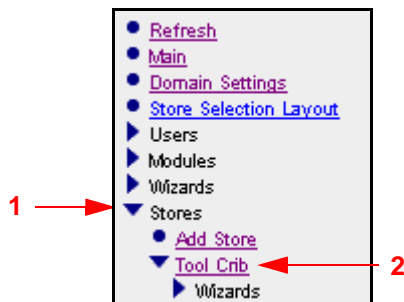 Refresh
Main
Domain Settings
Store Selection Layout
Users
Modules
Wizards
1 Stores
Add Store
Tool Crib 2
Wizards